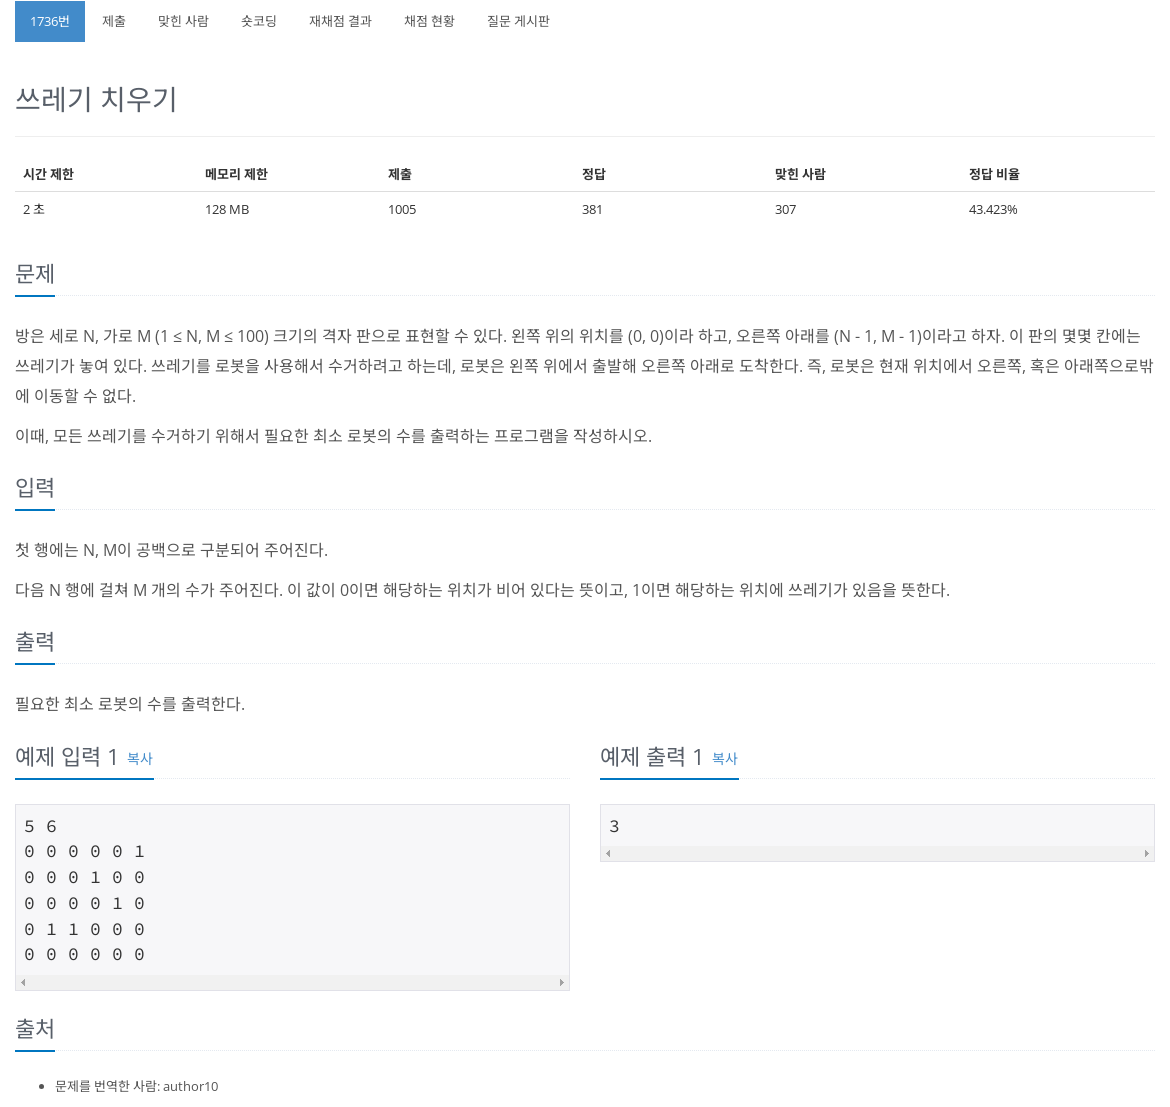 1736번 제출 맞힌 사람 숏코딩 재채점 결과 채점 현황 질문 게시판
쓰레기 치우기
시간 제한 메모리 제한 제출 정답 맞힌 사람 정답 비율
2 초 128 MB 1005 381 307 43.423%
문제
방은 세로 N, 가로 M (1 ≤ N, M ≤ 100) 크기의 격자 판으로 표현할 수 있다. 왼쪽 위의 위치를 (0, 0)이라 하고, 오른쪽 아래를 (N - 1, M - 1)이라고 하자. 이 판의 몇몇 칸에는
쓰레기가 놓여 있다. 쓰레기를 로봇을 사용해서 수거하려고 하는데, 로봇은 왼쪽 위에서 출발해 오른쪽 아래로 도착한다. 즉, 로봇은 현재 위치에서 오른쪽, 혹은 아래쪽으로밖
에 이동할 수 없다.
이때, 모든 쓰레기를 수거하기 위해서 필요한 최소 로봇의 수를 출력하는 프로그램을 작성하시오.
입력
첫 행에는 N, M이 공백으로 구분되어 주어진다.
다음 N 행에 걸쳐 M 개의 수가 주어진다. 이 값이 0이면 해당하는 위치가 비어 있다는 뜻이고, 1이면 해당하는 위치에 쓰레기가 있음을 뜻한다.
출력
필요한 최소 로봇의 수를 출력한다.
예제 입력 1 복사
5 6
0 0 0 0 0 1
0 0 0 1 0 0
0 0 0 0 1 0
0 1 1 0 0 0
0 0 0 0 0 0
예제 출력 1 복사
3
출처
문제를 번역한 사람: author10